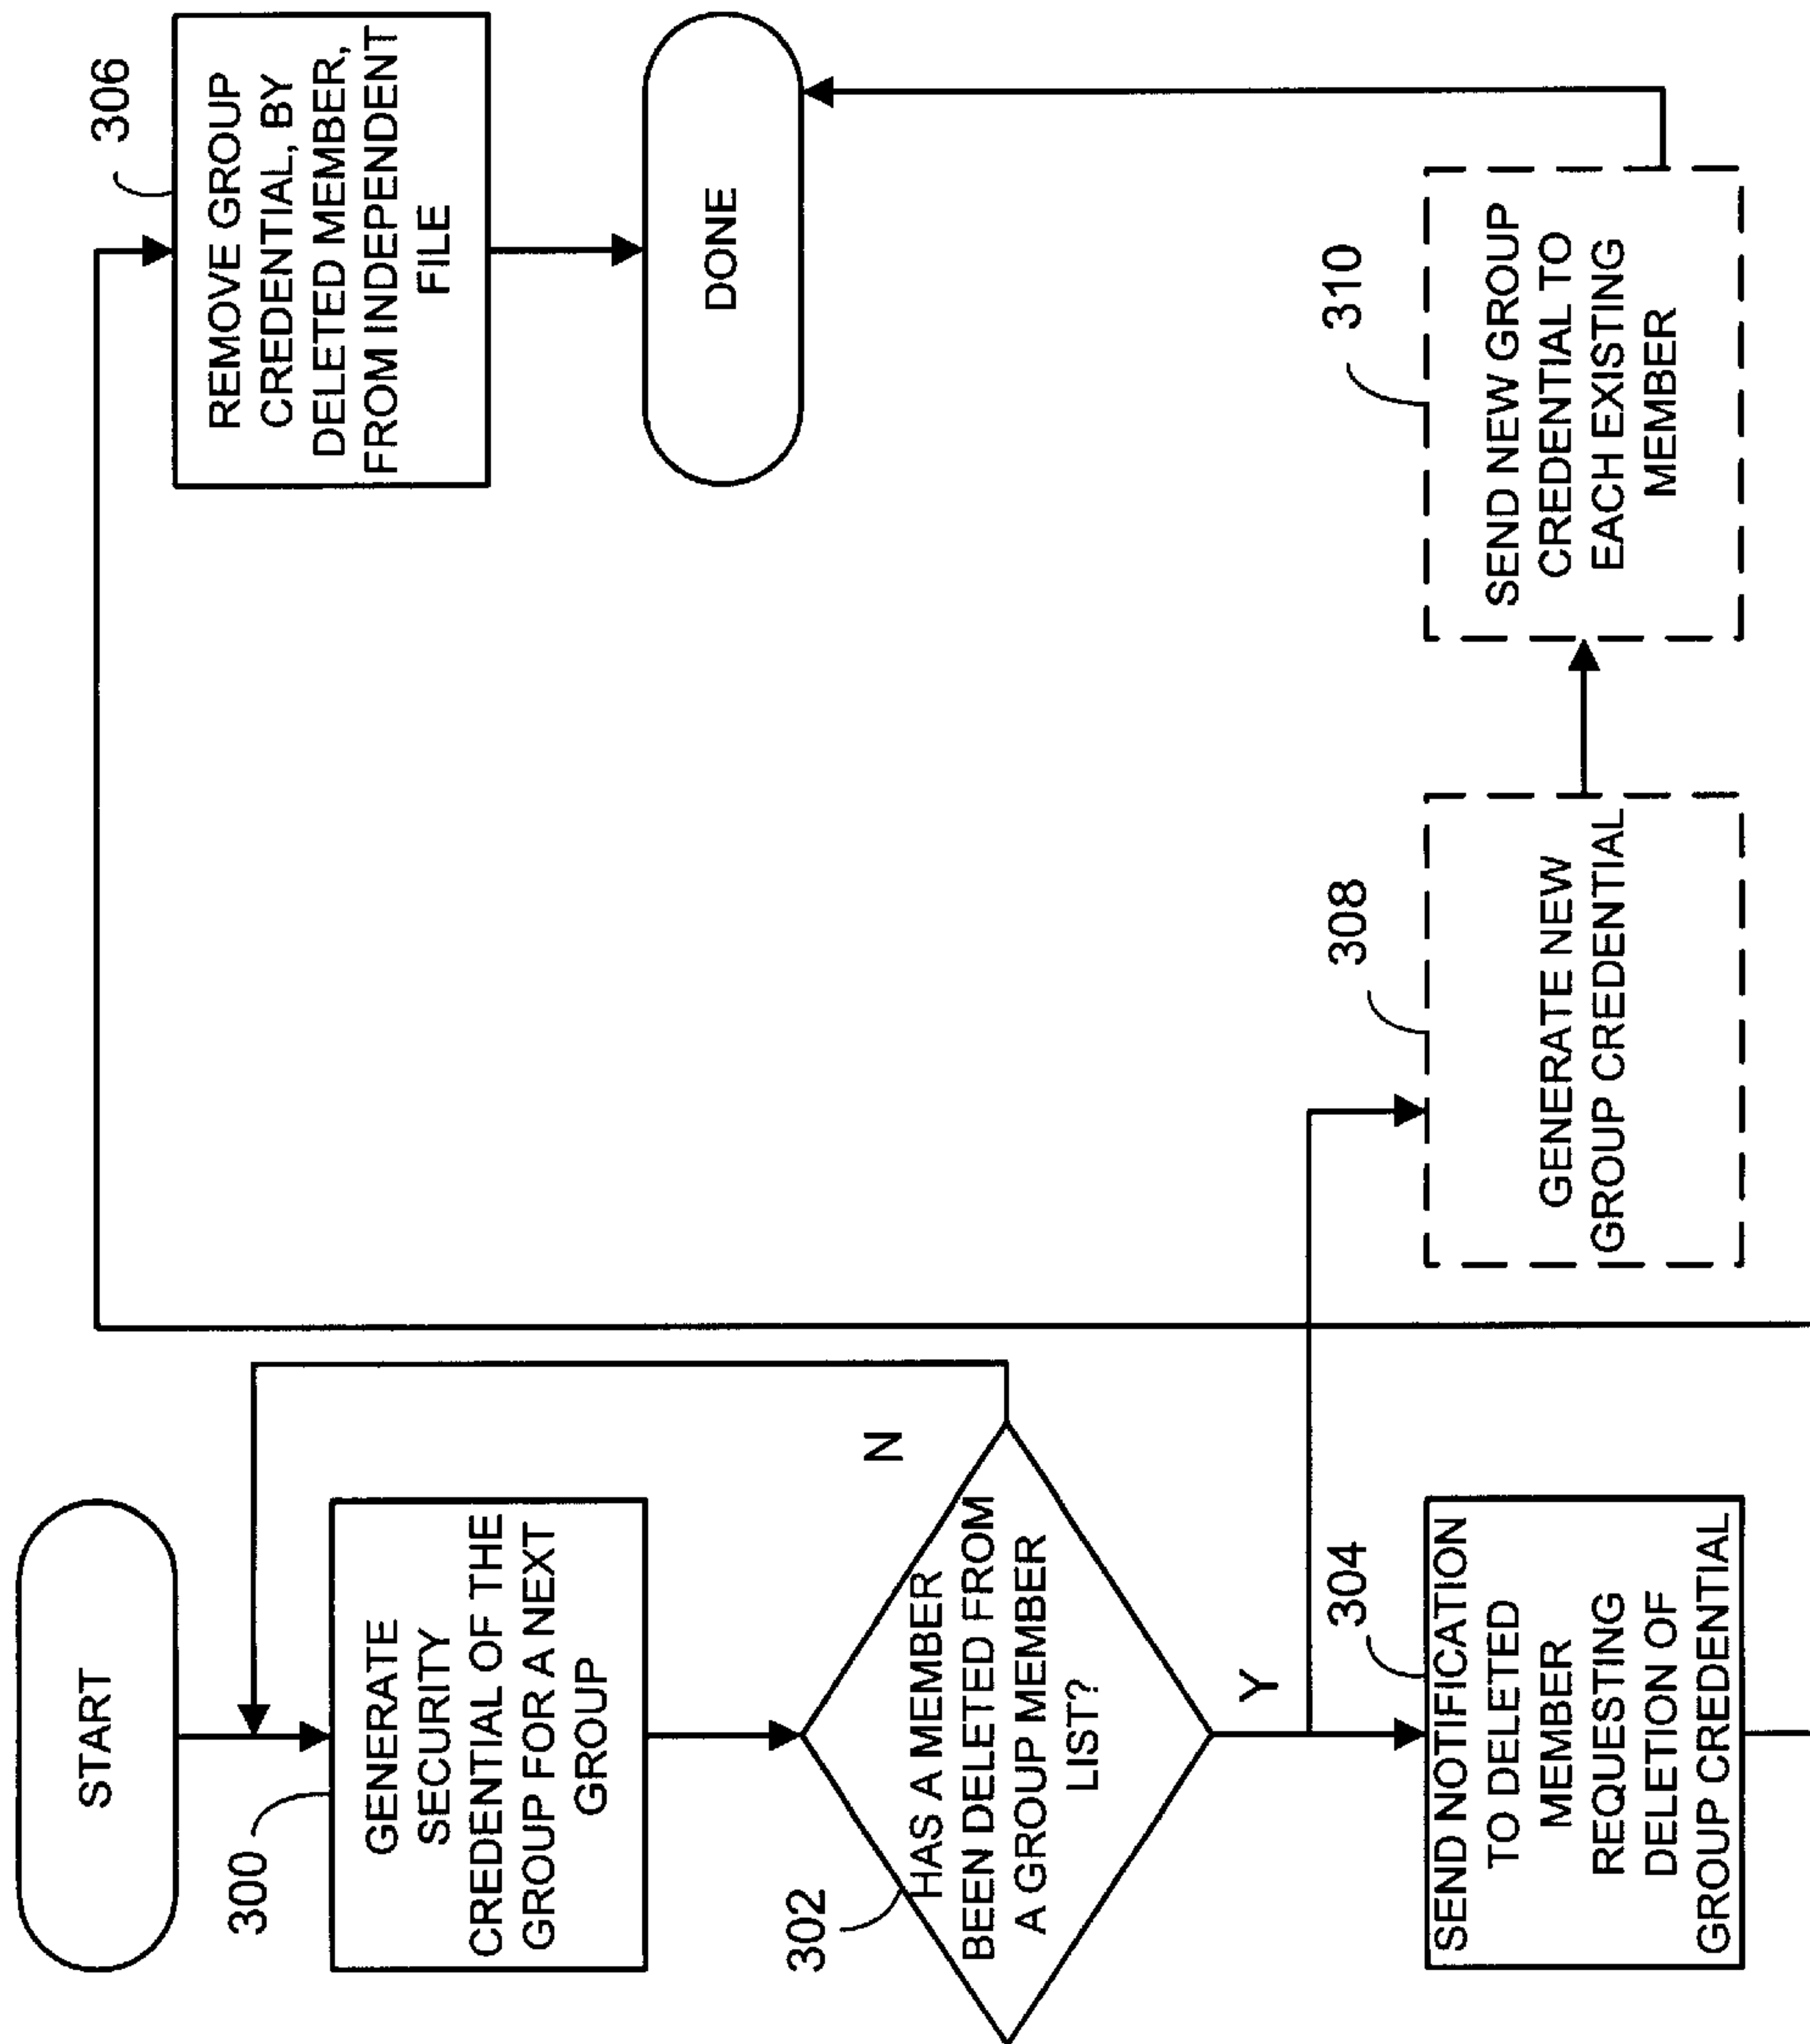 START
300
GENERATE
SECURITY
CREDENTIAL OF THE
GROUP FOR A NEXT
GROUP
302
HAS A MEMBER
BEEN DELETED FROM
A GROUP MEMBER
LIST?
N
Y
304
SEND NOTIFICATION
TO DELETED
MEMBER
REQUESTING
DELETION OF
GROUP CREDENTIAL
308
GENERATE NEW
GROUP CREDENTIAL
310
SEND NEW GROUP
CREDENTIAL TO
EACH EXISTING
MEMBER
306
REMOVE GROUP
CREDENTIAL, BY
DELETED MEMBER,
FROM INDEPENDENT
FILE
DONE